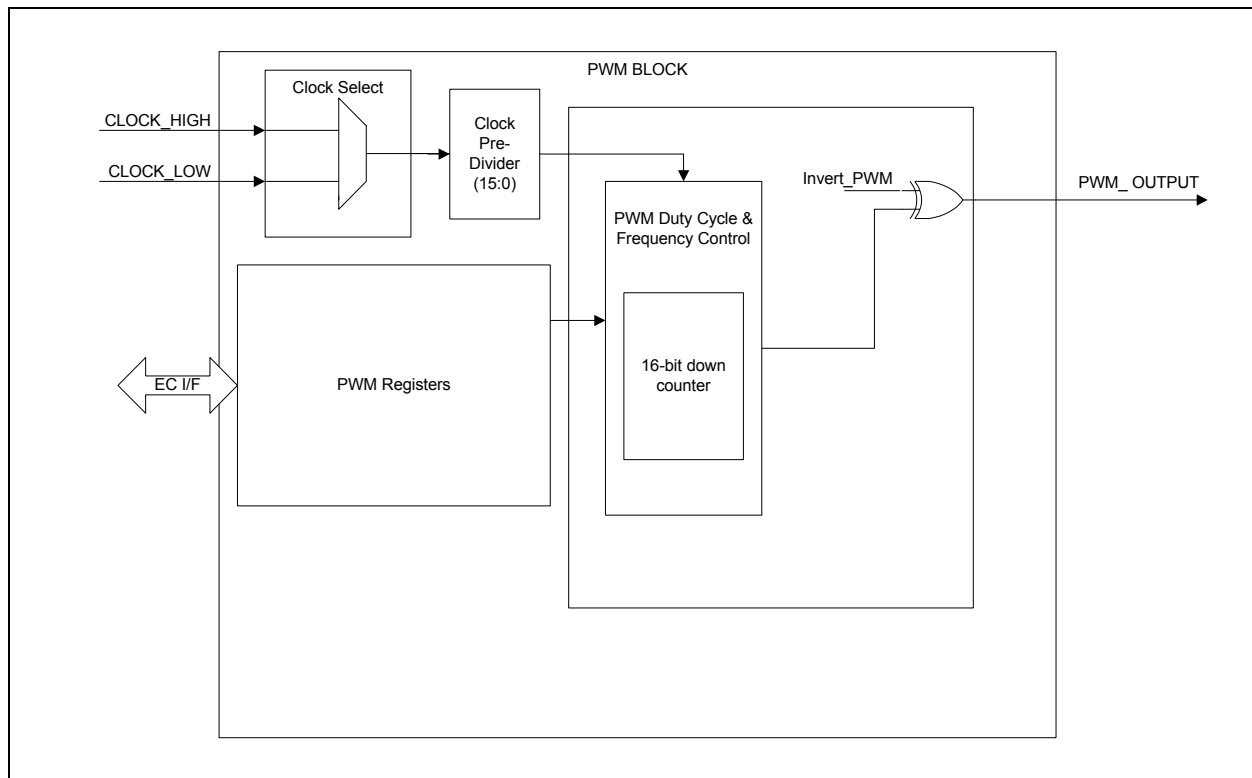 PWM BLOCK
Clock Select
CLOCK_HIGH
CLOCK_LOW
Clock
Pre-
Divider
(15:0)
Invert_PWM
PWM_ OUTPUT
PWM Duty Cycle &
Frequency Control
16-bit down
counter
EC I/F
PWM Registers